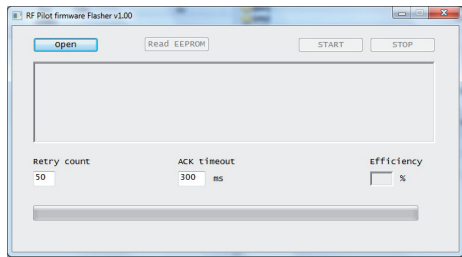 RF Pilot firmware Flasher v1.00
Open Read EEPROM START STOP
Retry count ACK timeout Efficiency
50 300 ms %